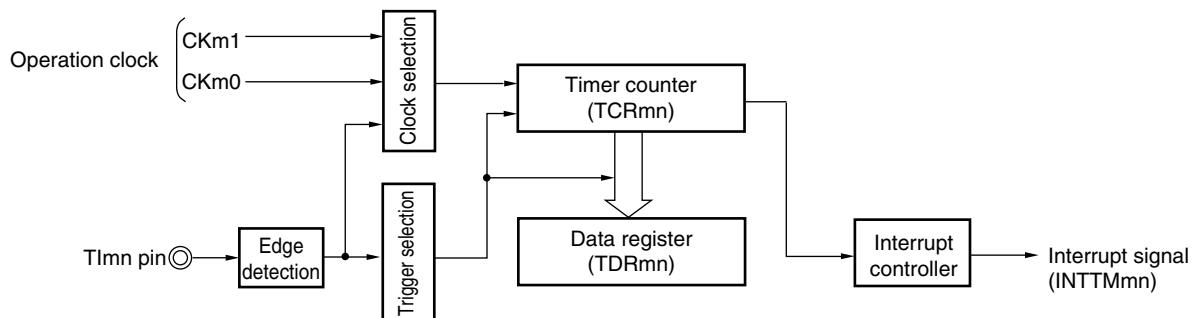 Operation clock
CKm1
CKm0
Clock selection
Timer counter
(TCRmn)
Trigger selection
Data register
(TDRmn)
TImn pin
Edge
detection
Interrupt
controller
Interrupt signal
(INTTMmn)